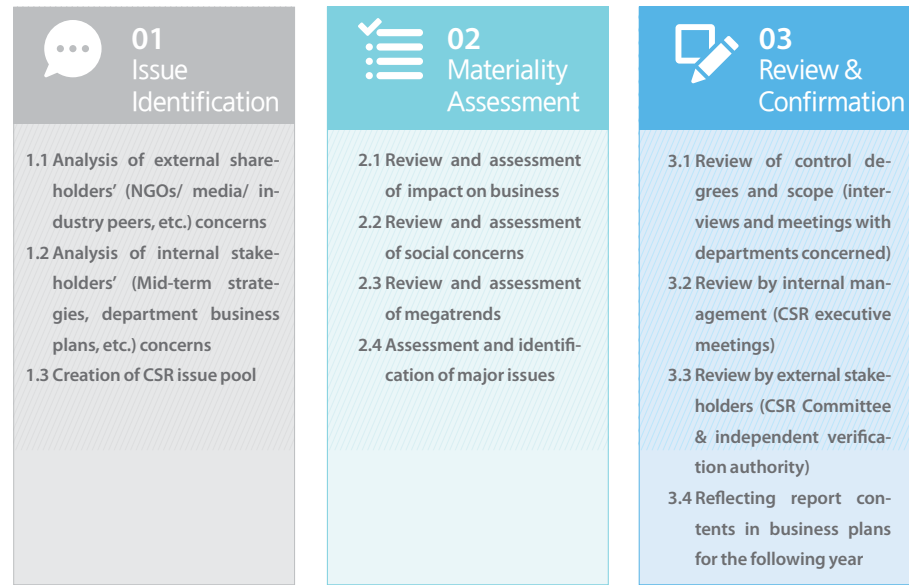 01
Issue
Identification
1.1 Analysis of external share-
holders’ (NGOs/ media/ in-
dustry peers, etc.) concerns
1.2 Analysis of internal stake-
holders’ (Mid-term strate-
gies, department business
plans, etc.) concerns
1.3 Creation of CSR issue pool
02
Materiality
Assessment
2.1 Review and assessment
of impact on business
2.2 Review and assessment
of social concerns
2.3 Review and assessment
of megatrends
2.4 Assessment and identifi-
cation of major issues
03
Review &
Confirmation
3.1 Review of control de-
grees and scope (inter-
views and meetings with
departments concerned)
3.2 Review by internal man-
agement (CSR executive
meetings)
3.3 Review by external stake-
holders (CSR Committee
& independent verifica-
tion authority)
3.4 Reflecting report con-
tents in business plans
for the following year